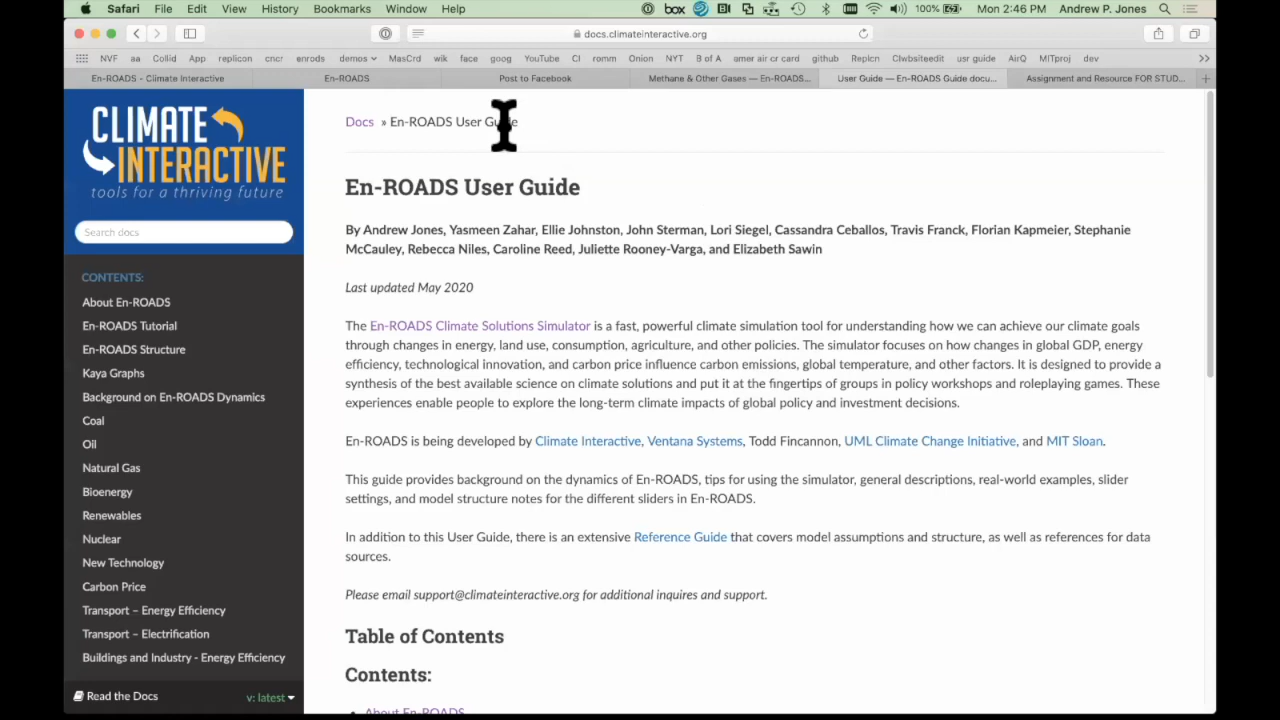 Safari File Edit View History Bookmarks Window Help box 100% Mon 2:46 PM Andrew P. Jones
docs.climateinteractive.org
NVF aa Collid App replicon cncr enrods demos MasCrd wik face goog YouTube CI romm Onion NYT B of A amer air cr card github Replcn CIwbsiteedit usr guide AirQ MITproj dev
En-ROADS - Climate Interactive En-ROADS Post to Facebook Methane & Other Gases — En-ROADS... User Guide — En-ROADS Guide docu... Assignment and Resource FOR STUD...
CLIMATE
INTERACTIVE
tools for a thriving future
Search docs
CONTENTS:
About En-ROADS
En-ROADS Tutorial
En-ROADS Structure
Kaya Graphs
Background on En-ROADS Dynamics
Coal
Oil
Natural Gas
Bioenergy
Renewables
Nuclear
New Technology
Carbon Price
Transport – Energy Efficiency
Transport – Electrification
Buildings and Industry - Energy Efficiency
Read the Docs v: latest
Docs » En-ROADS User Guide
En-ROADS User Guide
By Andrew Jones, Yasmeen Zahar, Ellie Johnston, John Sterman, Lori Siegel, Cassandra Ceballos, Travis Franck, Florian Kapmeier, Stephanie
McCauley, Rebecca Niles, Caroline Reed, Juliette Rooney-Varga, and Elizabeth Sawin
Last updated May 2020
The En-ROADS Climate Solutions Simulator is a fast, powerful climate simulation tool for understanding how we can achieve our climate goals
through changes in energy, land use, consumption, agriculture, and other policies. The simulator focuses on how changes in global GDP, energy
efficiency, technological innovation, and carbon price influence carbon emissions, global temperature, and other factors. It is designed to provide a
synthesis of the best available science on climate solutions and put it at the fingertips of groups in policy workshops and roleplaying games. These
experiences enable people to explore the long-term climate impacts of global policy and investment decisions.
En-ROADS is being developed by Climate Interactive, Ventana Systems, Todd Fincannon, UML Climate Change Initiative, and MIT Sloan.
This guide provides background on the dynamics of En-ROADS, tips for using the simulator, general descriptions, real-world examples, slider
settings, and model structure notes for the different sliders in En-ROADS.
In addition to this User Guide, there is an extensive Reference Guide that covers model assumptions and structure, as well as references for data
sources.
Please email support@climateinteractive.org for additional inquires and support.
Table of Contents
Contents:
About En-ROADS